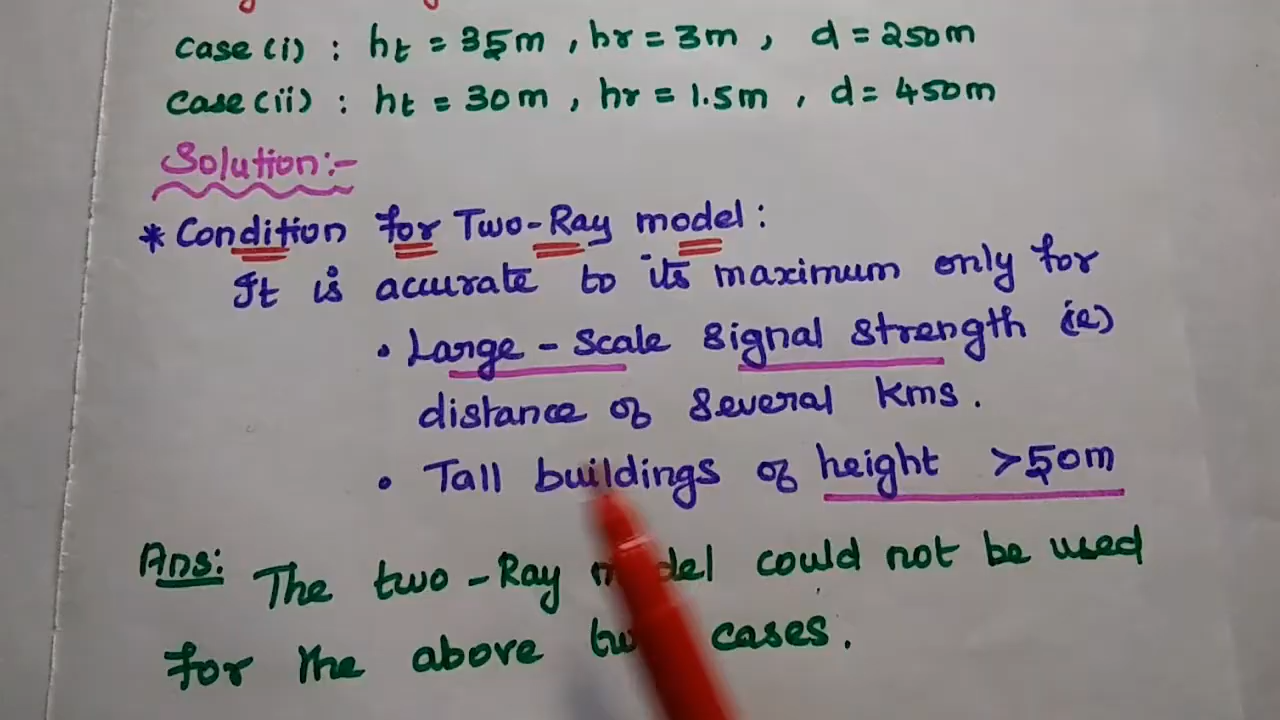 Case(i) : ht = 35m , hr = 3m , d = 250m
Case(ii) : ht = 30m , hr = 1.5m , d = 450m
Solution:-
* Condition for Two-Ray model:
It is accurate to its maximum only for
• Large-Scale Signal Strength (ie)
distance of Several kms.
• Tall buildings of height >50m
Ans: The two-Ray model could not be used
for the above two cases.